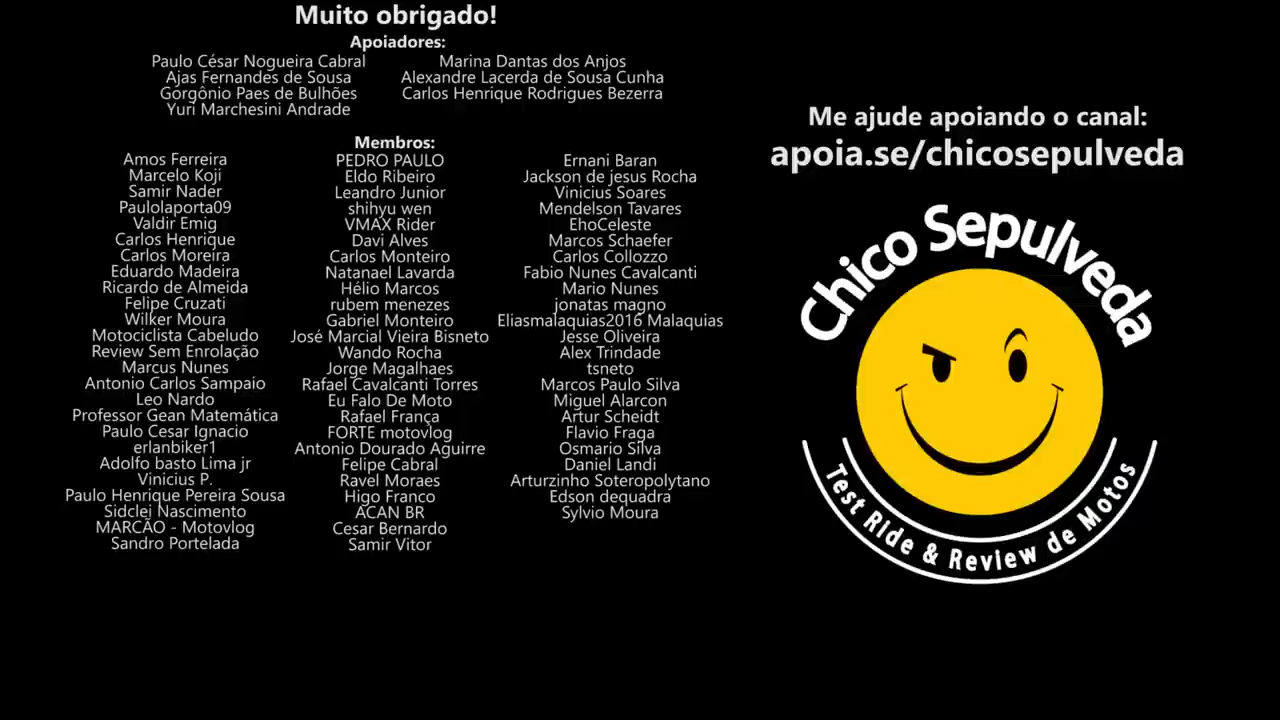 Muito obrigado!
Apoiadores:
Paulo César Nogueira Cabral
Ajas Fernandes de Sousa
Gorgônio Paes de Bulhões
Yuri Marchesini Andrade
Marina Dantas dos Anjos
Alexandre Lacerda de Sousa Cunha
Carlos Henrique Rodrigues Bezerra
Membros:
Amos Ferreira
Marcelo Koji
Samir Nader
Paulolaporta09
Valdir Emig
Carlos Henrique
Carlos Moreira
Eduardo Madeira
Ricardo de Almeida
Felipe Cruzati
Wilker Moura
Motociclista Cabeludo
Review Sem Enrolação
Marcus Nunes
Antonio Carlos Sampaio
Leo Nardo
Professor Gean Matemática
Paulo Cesar Ignacio
erlanbiker1
Adolfo basto Lima jr
Vinicius P.
Paulo Henrique Pereira Sousa
Sidclei Nascimento
MARCÃO - Motovlog
Sandro Portelada
PEDRO PAULO
Eldo Ribeiro
Leandro Junior
shihyu wen
VMAX Rider
Davi Alves
Carlos Monteiro
Natanael Lavarda
Hélio Marcos
rubem menezes
Gabriel Monteiro
José Marcial Vieira Bisneto
Wando Rocha
Jorge Magalhaes
Rafael Cavalcanti Torres
Eu Falo De Moto
Rafael França
FORTE motovlog
Antonio Dourado Aguirre
Felipe Cabral
Ravel Moraes
Higo Franco
ACAN BR
Cesar Bernardo
Samir Vitor
Ernani Baran
Jackson de jesus Rocha
Vinicius Soares
Mendelson Tavares
EhoCeleste
Marcos Schaefer
Carlos Collozzo
Fabio Nunes Cavalcanti
Mario Nunes
jonatas magno
Eliasmalaquias2016 Malaquias
Jesse Oliveira
Alex Trindade
tsneto
Marcos Paulo Silva
Miguel Alarcon
Artur Scheidt
Flavio Fraga
Osmario Silva
Daniel Landi
Arturzinho Soteropolytano
Edson dequadra
Sylvio Moura
Me ajude apoiando o canal:
apoia.se/chicosepulveda
Chico Sepulveda
Test Ride & Review de Motos